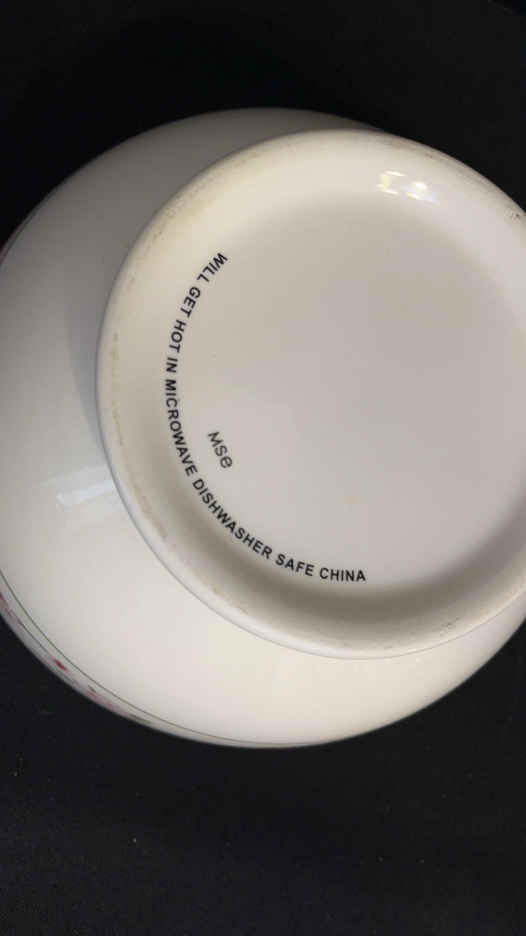 WILL GET HOT IN MICROWAVE DISHWASHER SAFE CHINA
MSe